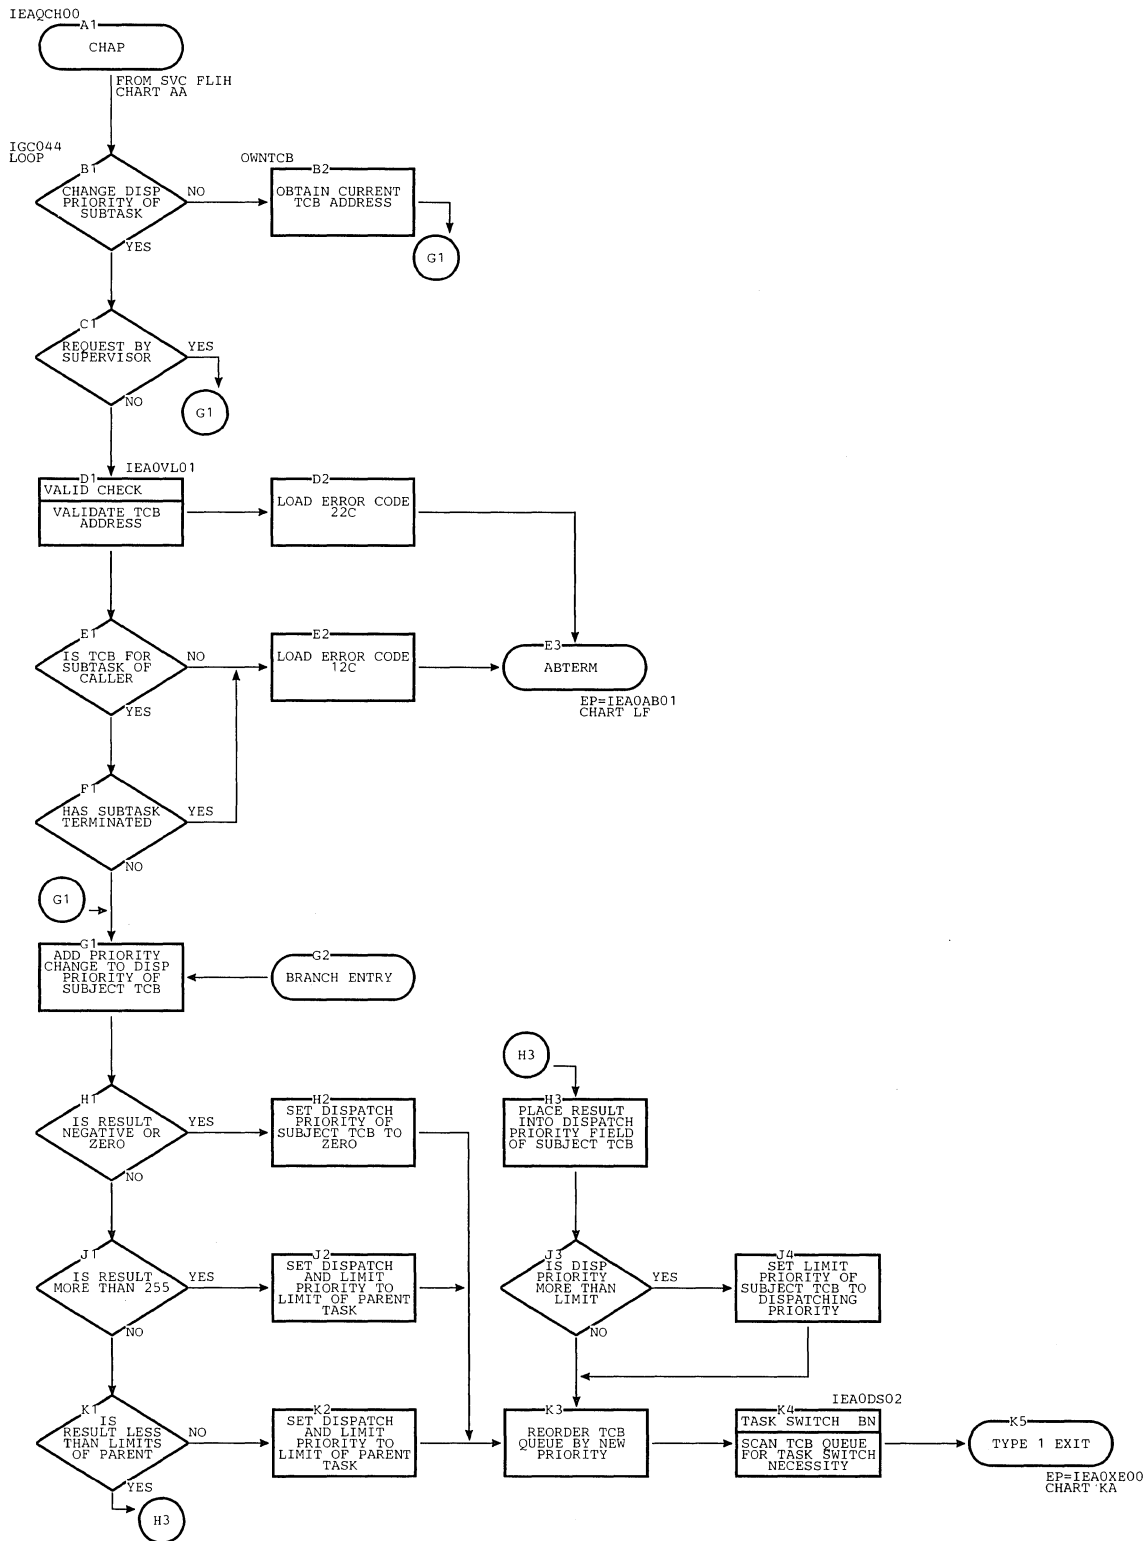 IEAQCH00
A1
CHAP
FROM SVC FLIH
CHART AA
IGC044
LOOP
B1
CHANGE DISP
PRIORITY OF
SUBTASK
NO
YES
OWNTCB
B2
OBTAIN CURRENT
TCB ADDRESS
G1
C1
REQUEST BY
SUPERVISOR
YES
NO
G1
IEA0VL01
D1
VALID CHECK
VALIDATE TCB
ADDRESS
D2
LOAD ERROR CODE
22C
E1
IS TCB FOR
SUBTASK OF
CALLER
NO
YES
E2
LOAD ERROR CODE
12C
E3
ABTERM
EP=IEA0AB01
CHART LF
F1
HAS SUBTASK
TERMINATED
YES
NO
G1
G1
ADD PRIORITY
CHANGE TO DISP
PRIORITY OF
SUBJECT TCB
G2
BRANCH ENTRY
H1
IS RESULT
NEGATIVE OR
ZERO
YES
NO
H2
SET DISPATCH
PRIORITY OF
SUBJECT TCB TO
ZERO
H3
H3
PLACE RESULT
INTO DISPATCH
PRIORITY FIELD
OF SUBJECT TCB
J1
IS RESULT
MORE THAN 255
YES
NO
J2
SET DISPATCH
AND LIMIT
PRIORITY TO
LIMIT OF PARENT
TASK
J3
IS DISP
PRIORITY
MORE THAN
LIMIT
YES
NO
J4
SET LIMIT
PRIORITY OF
SUBJECT TCB TO
DISPATCHING
PRIORITY
K1
IS
RESULT LESS
THAN LIMITS
OF PARENT
NO
YES
H3
K2
SET DISPATCH
AND LIMIT
PRIORITY TO
LIMIT OF PARENT
TASK
K3
REORDER TCB
QUEUE BY NEW
PRIORITY
IEA0DS02
K4
TASK SWITCH BN
SCAN TCB QUEUE
FOR TASK SWITCH
NECESSITY
K5
TYPE 1 EXIT
EP=IEA0XE00
CHART KA